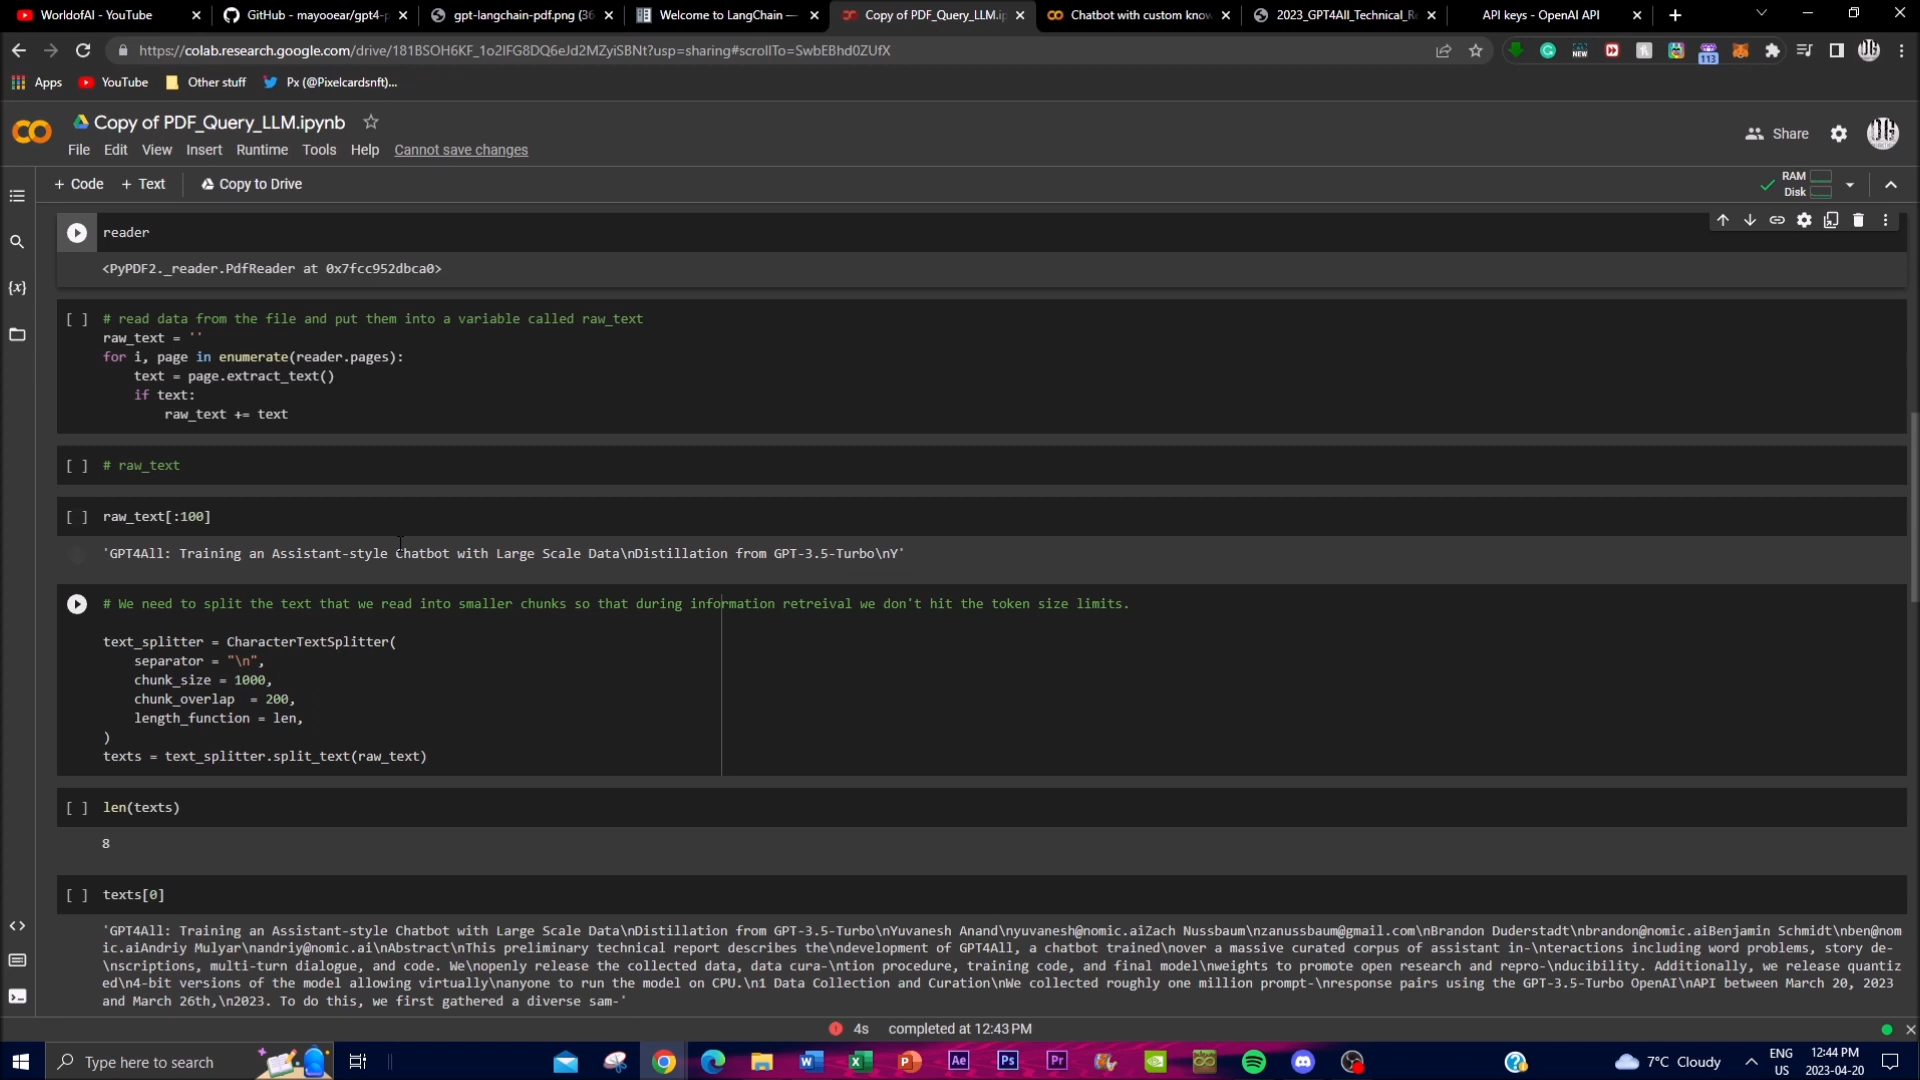 WorldofAI - YouTube
GitHub - mayooear/gpt4-p
gpt-langchain-pdf.png (36
Welcome to LangChain —
Copy of PDF_Query_LLM.ip
Chatbot with custom know
2023_GPT4All_Technical_R
API keys - OpenAI API
https://colab.research.google.com/drive/181BSOH6KF_1o2lFG8DQ6eJd2MZyiSBNt?usp=sharing#scrollTo=SwbEBhd0ZUfX
NEW
113
Apps YouTube Other stuff Px (@Pixelcardsnft)...
CO
Copy of PDF_Query_LLM.ipynb
Share
File Edit View Insert Runtime Tools Help Cannot save changes
+ Code + Text Copy to Drive
RAM
Disk
reader
<PyPDF2._reader.PdfReader at 0x7fcc952dbca0>
[ ] # read data from the file and put them into a variable called raw_text
raw_text = ''
for i, page in enumerate(reader.pages):
text = page.extract_text()
if text:
raw_text += text
[ ] # raw_text
[ ] raw_text[:100]
'GPT4All: Training an Assistant-style Chatbot with Large Scale Data\nDistillation from GPT-3.5-Turbo\nY'
# We need to split the text that we read into smaller chunks so that during information retreival we don't hit the token size limits.
text_splitter = CharacterTextSplitter(
separator = "\n",
chunk_size = 1000,
chunk_overlap = 200,
length_function = len,
)
texts = text_splitter.split_text(raw_text)
[ ] len(texts)
8
[ ] texts[0]
'GPT4All: Training an Assistant-style Chatbot with Large Scale Data\nDistillation from GPT-3.5-Turbo\nYuvanesh Anand\nyuvanesh@nomic.aiZach Nussbaum\nzanussbaum@gmail.com\nBrandon Duderstadt\nbrandon@nomic.aiBenjamin Schmidt\nben@nom
ic.aiAndriy Mulyar\nandriy@nomic.ai\nAbstract\nThis preliminary technical report describes the\ndevelopment of GPT4All, a chatbot trained\nover a massive curated corpus of assistant in-\nteractions including word problems, story de-
\nscriptions, multi-turn dialogue, and code. We\nopenly release the collected data, data cura-\ntion procedure, training code, and final model\nweights to promote open research and repro-\nducibility. Additionally, we release quantiz
ed\n4-bit versions of the model allowing virtually\nanyone to run the model on CPU.\n1 Data Collection and Curation\nWe collected roughly one million prompt-\nresponse pairs using the GPT-3.5-Turbo OpenAI\nAPI between March 20, 2023
and March 26th,\n2023. To do this, we first gathered a diverse sam-'
4s completed at 12:43 PM
Type here to search
Ae
Ps
Pr
7°C Cloudy
ENG
US
12:44 PM
2023-04-20